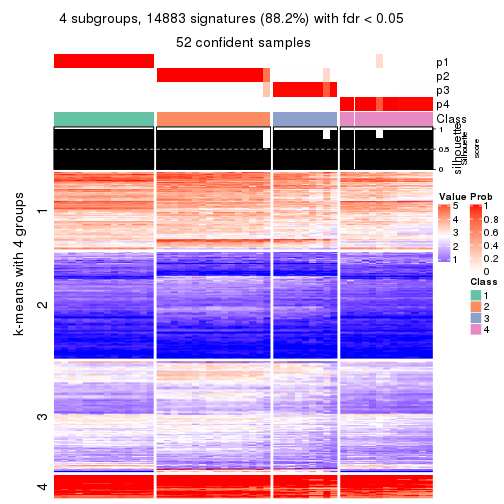 4 subgroups, 14883 signatures (88.2%) with fdr < 0.05
52 confident samples
p1
p2
p3
p4
Class
silhouette
Silhouette
score
1
0.5
0
k-means with 4 groups
1
2
3
4
Value
5
4
3
2
1
Prob
1
0.8
0.6
0.4
0.2
0
Class
1
2
3
4